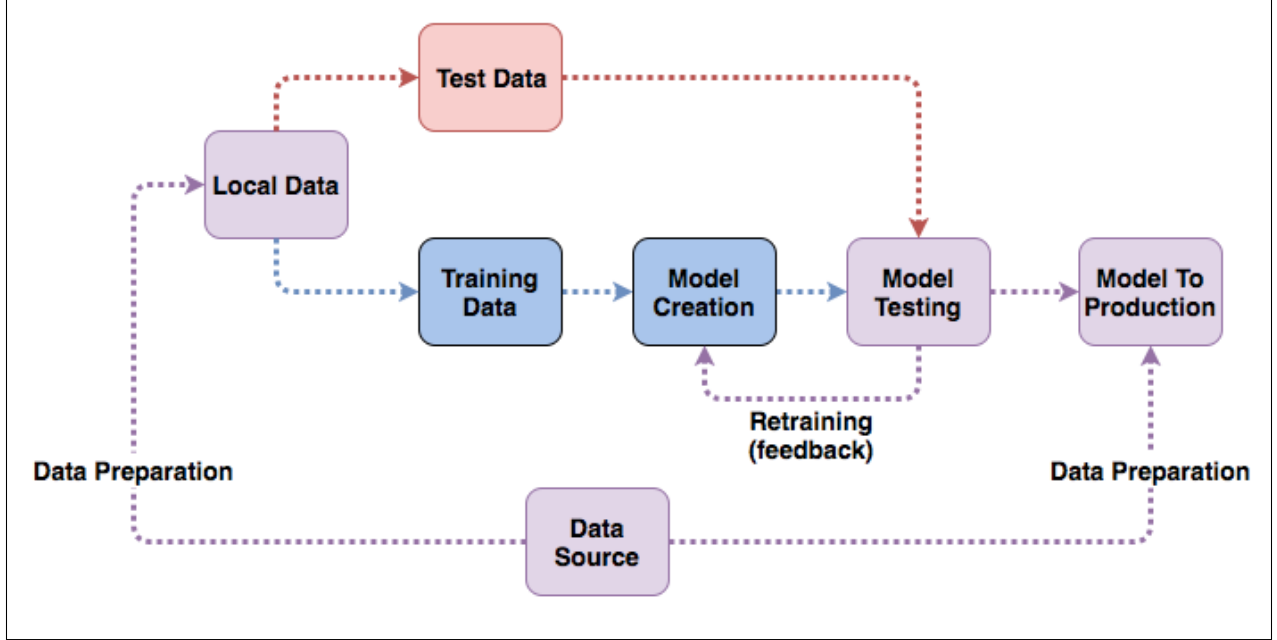 Test Data
Local Data
Training
Data
Model
Creation
Model
Testing
Model To
Production
Retraining
(feedback)
Data Preparation
Data Preparation
Data
Source